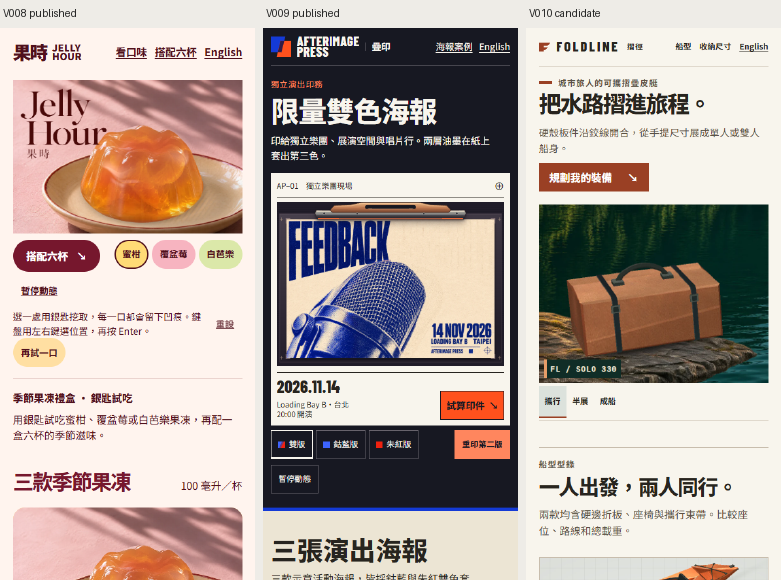 V008 published
果時 JELLY HOUR
看口味 搭配六杯 English
Jelly
Hour
果時
搭配六杯 ↘
蜜柑 覆盆莓 白芭樂
暫停動態
選一處用銀匙挖取，每一口都會留下凹痕。鍵
盤用左右鍵選位置，再按 Enter。
重設
再試一口
季節果凍禮盒 · 銀匙試吃
用銀匙試吃蜜柑、覆盆莓或白芭樂果凍，再配一
盒六杯的季節滋味。
三款季節果凍
100 毫升／杯
V009 published
AFTERIMAGE
PRESS
疊印
海報案例 English
獨立演出印務
限量雙色海報
印給獨立樂團、展演空間與唱片行。兩層油墨在紙上
套出第三色。
AP–01 獨立樂團現場
FEEDBACK
14 NOV 2026
LOADING BAY B TAIPEI
AFTERIMAGE PRESS
2026.11.14
Loading Bay B・台北
20:00 開演
試算印件 ↘
雙版 鈷藍版 朱紅版 重印第二版
暫停動態
三張演出海報
V010 candidate
FOLDLINE 摺徑
船型 收納尺寸 English
城市旅人的可攜摺疊皮艇
把水路摺進旅程。
硬殼板件沿鉸線開合，從手提尺寸展成單人或雙人
船身。
規劃我的裝備 ↘
FL / SOLO 330
攜行 半展 成船
船型型錄
一人出發，兩人同行。
兩款均含硬邊折板、座椅與攜行束帶。比較座
位、路線和總載重。